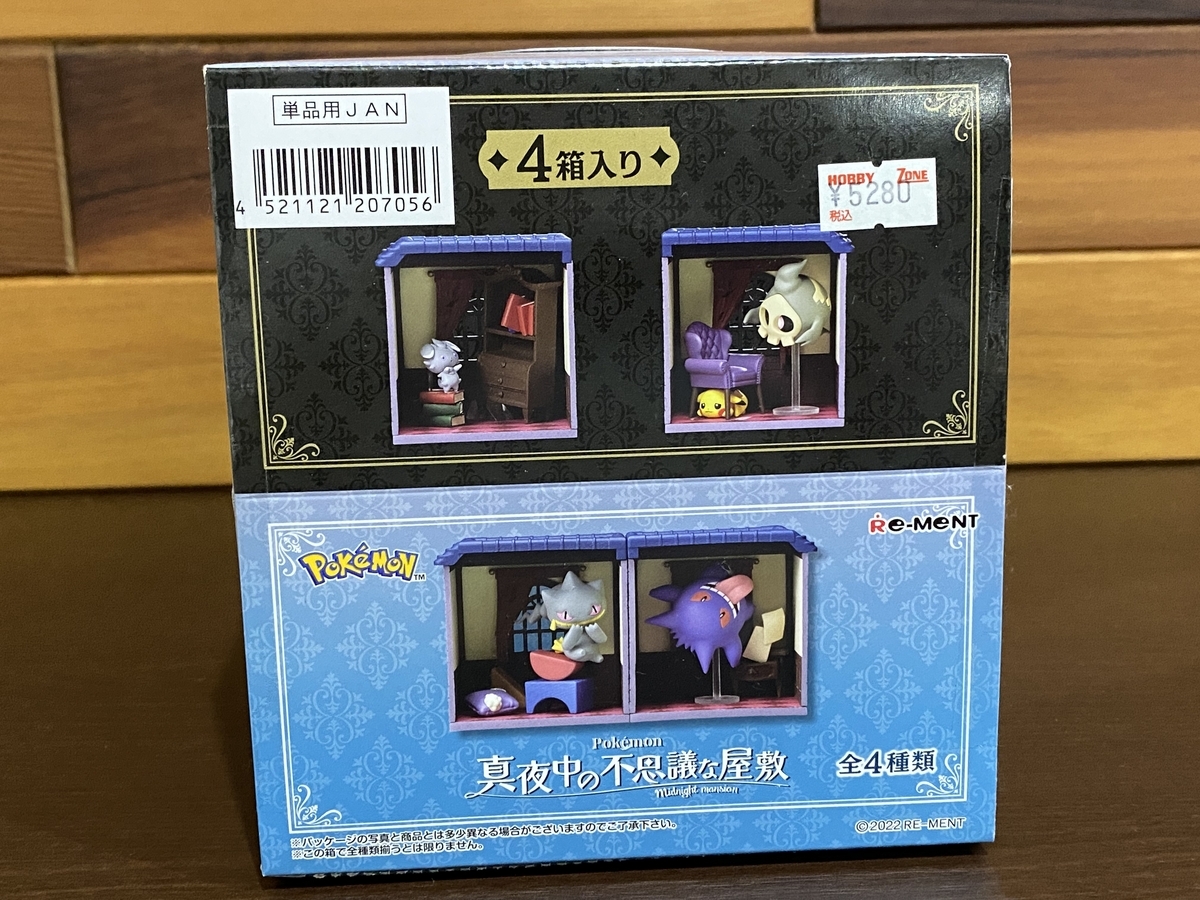 単品用JAN
4 521121 207056
4箱入り
HOBBY ZONE
¥5280
税込
Re-MeNT
POKéMON™
Pokémon
真夜中の不思議な屋敷
Midnight mansion
全4種類
※パッケージの写真と商品とは多少異なる場合がございますのでご了承下さい。
※この箱で全種類揃うとは限りません。
©2022 RE-MENT